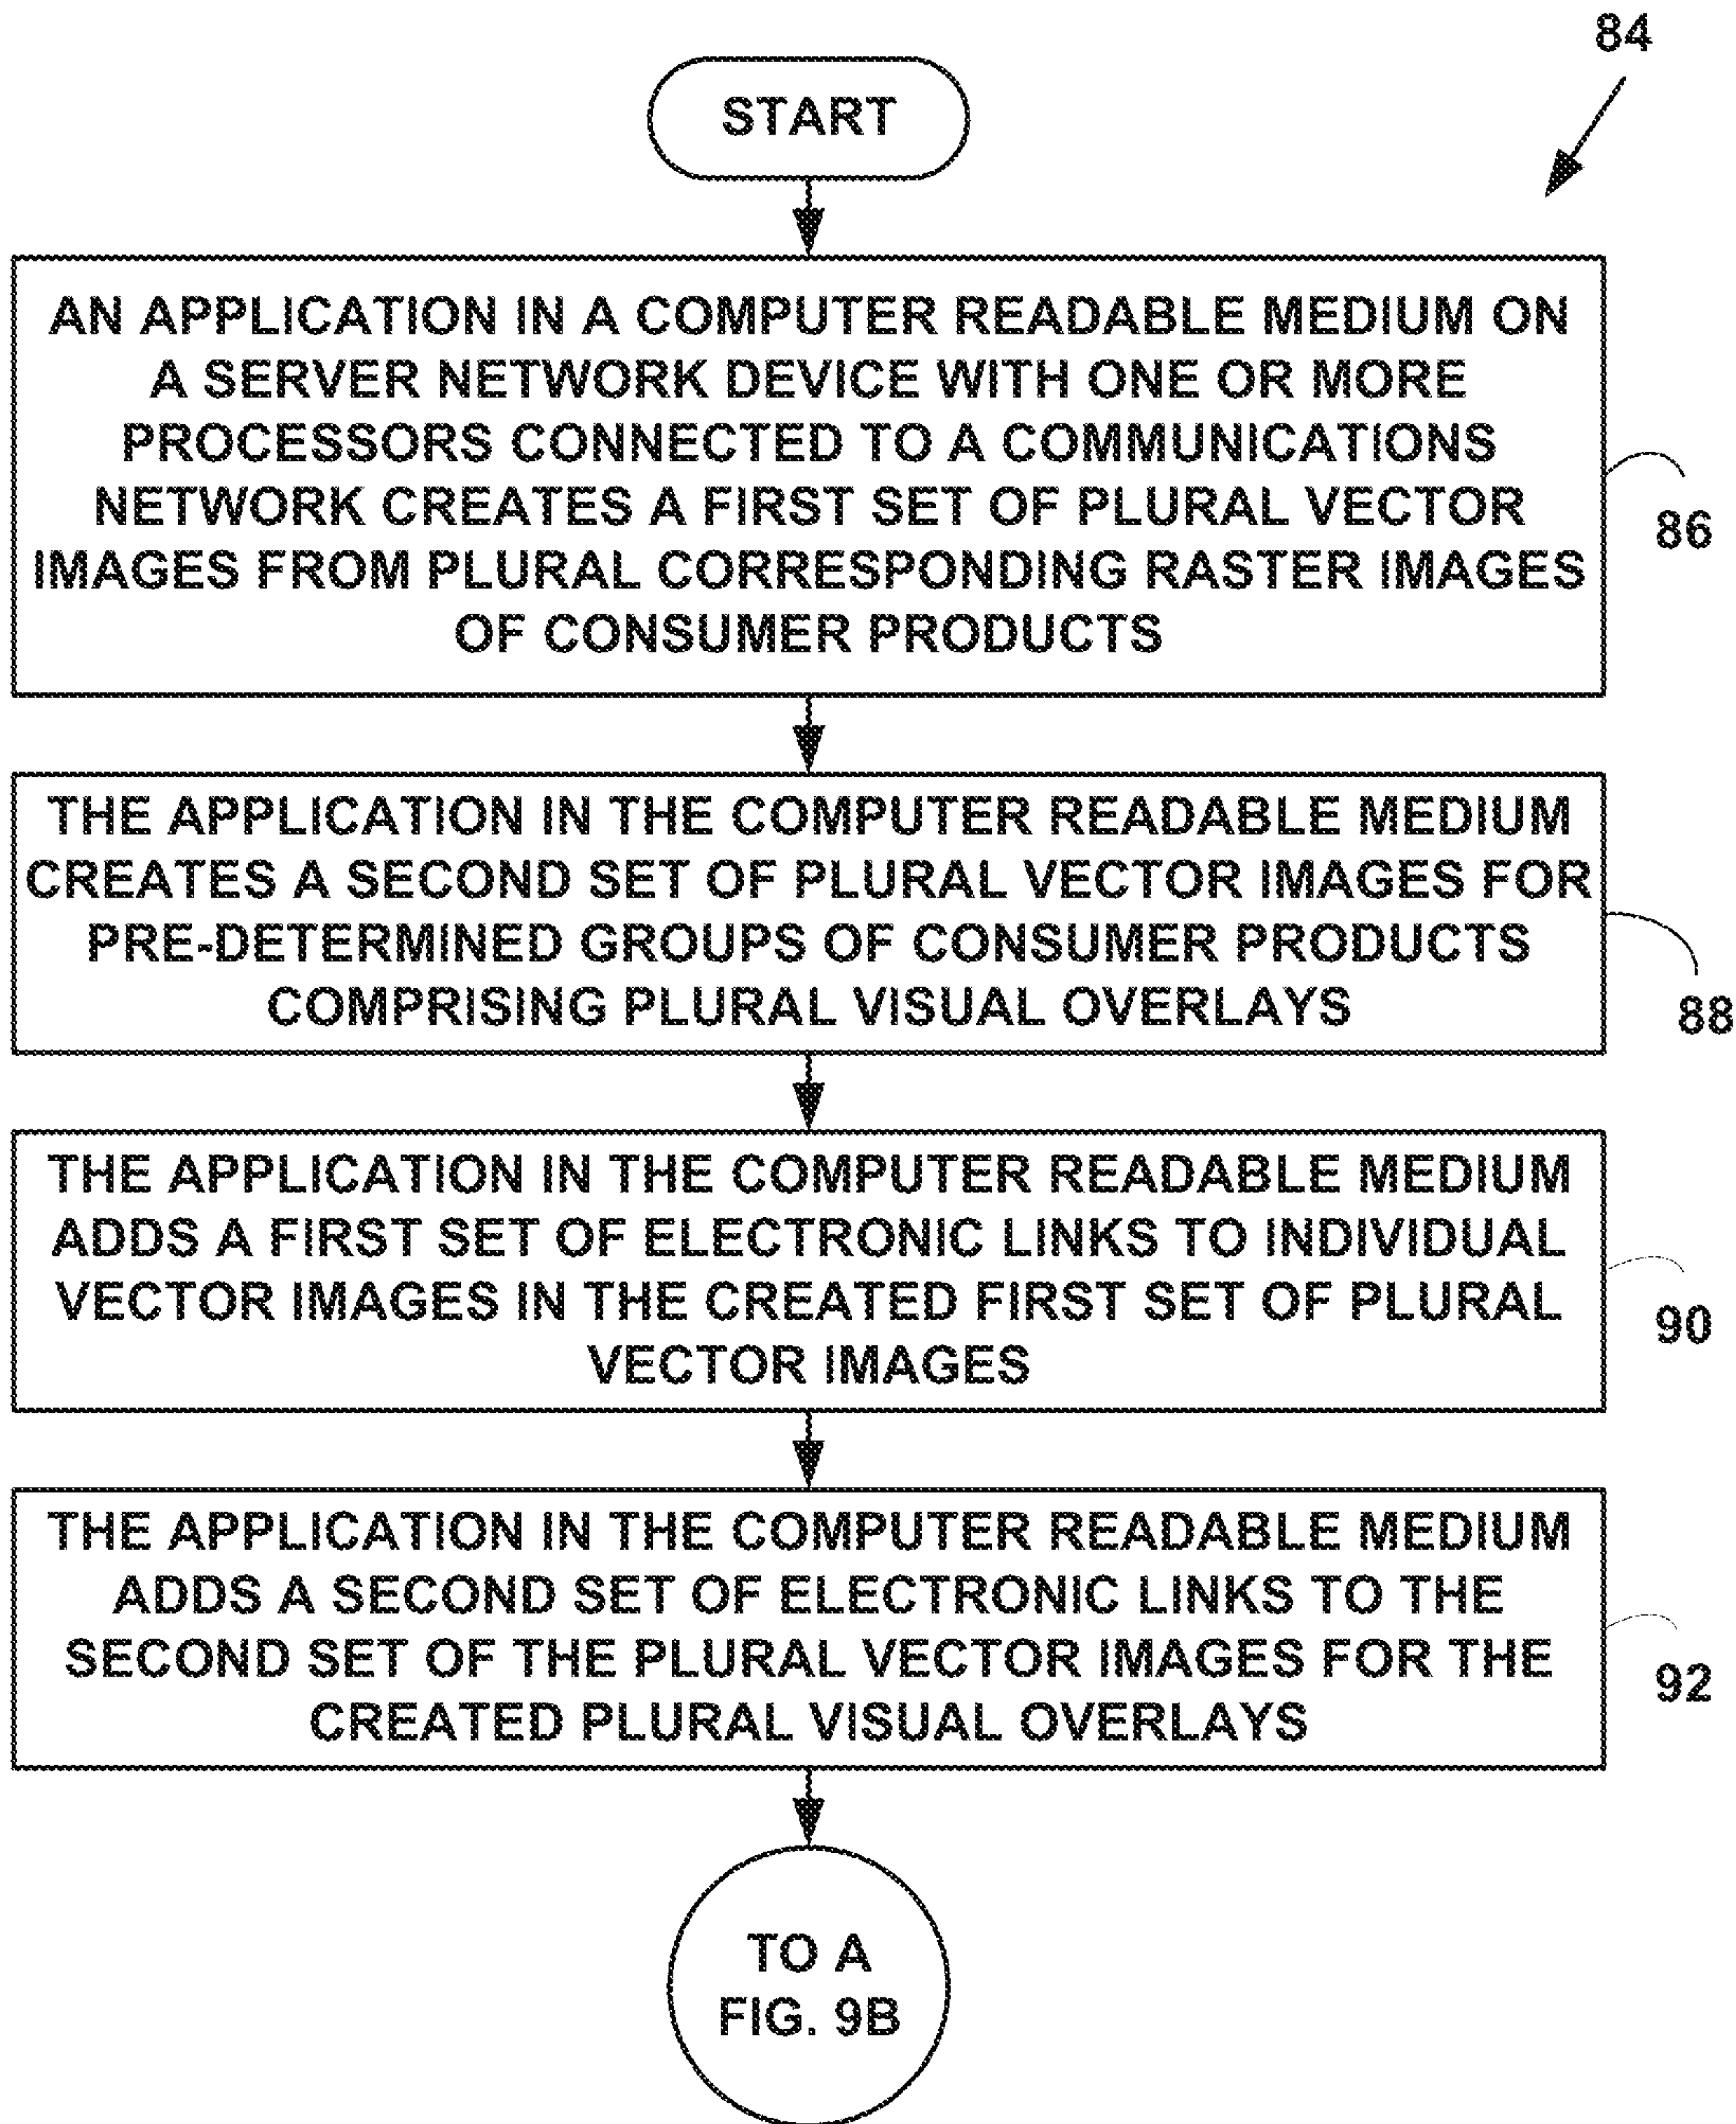 84
START
AN APPLICATION IN A COMPUTER READABLE MEDIUM ON
A SERVER NETWORK DEVICE WITH ONE OR MORE
PROCESSORS CONNECTED TO A COMMUNICATIONS
NETWORK CREATES A FIRST SET OF PLURAL VECTOR
IMAGES FROM PLURAL CORRESPONDING RASTER IMAGES
OF CONSUMER PRODUCTS
86
THE APPLICATION IN THE COMPUTER READABLE MEDIUM
CREATES A SECOND SET OF PLURAL VECTOR IMAGES FOR
PRE-DETERMINED GROUPS OF CONSUMER PRODUCTS
COMPRISING PLURAL VISUAL OVERLAYS
88
THE APPLICATION IN THE COMPUTER READABLE MEDIUM
ADDS A FIRST SET OF ELECTRONIC LINKS TO INDIVIDUAL
VECTOR IMAGES IN THE CREATED FIRST SET OF PLURAL
VECTOR IMAGES
90
THE APPLICATION IN THE COMPUTER READABLE MEDIUM
ADDS A SECOND SET OF ELECTRONIC LINKS TO THE
SECOND SET OF THE PLURAL VECTOR IMAGES FOR THE
CREATED PLURAL VISUAL OVERLAYS
92
TO A
FIG. 9B